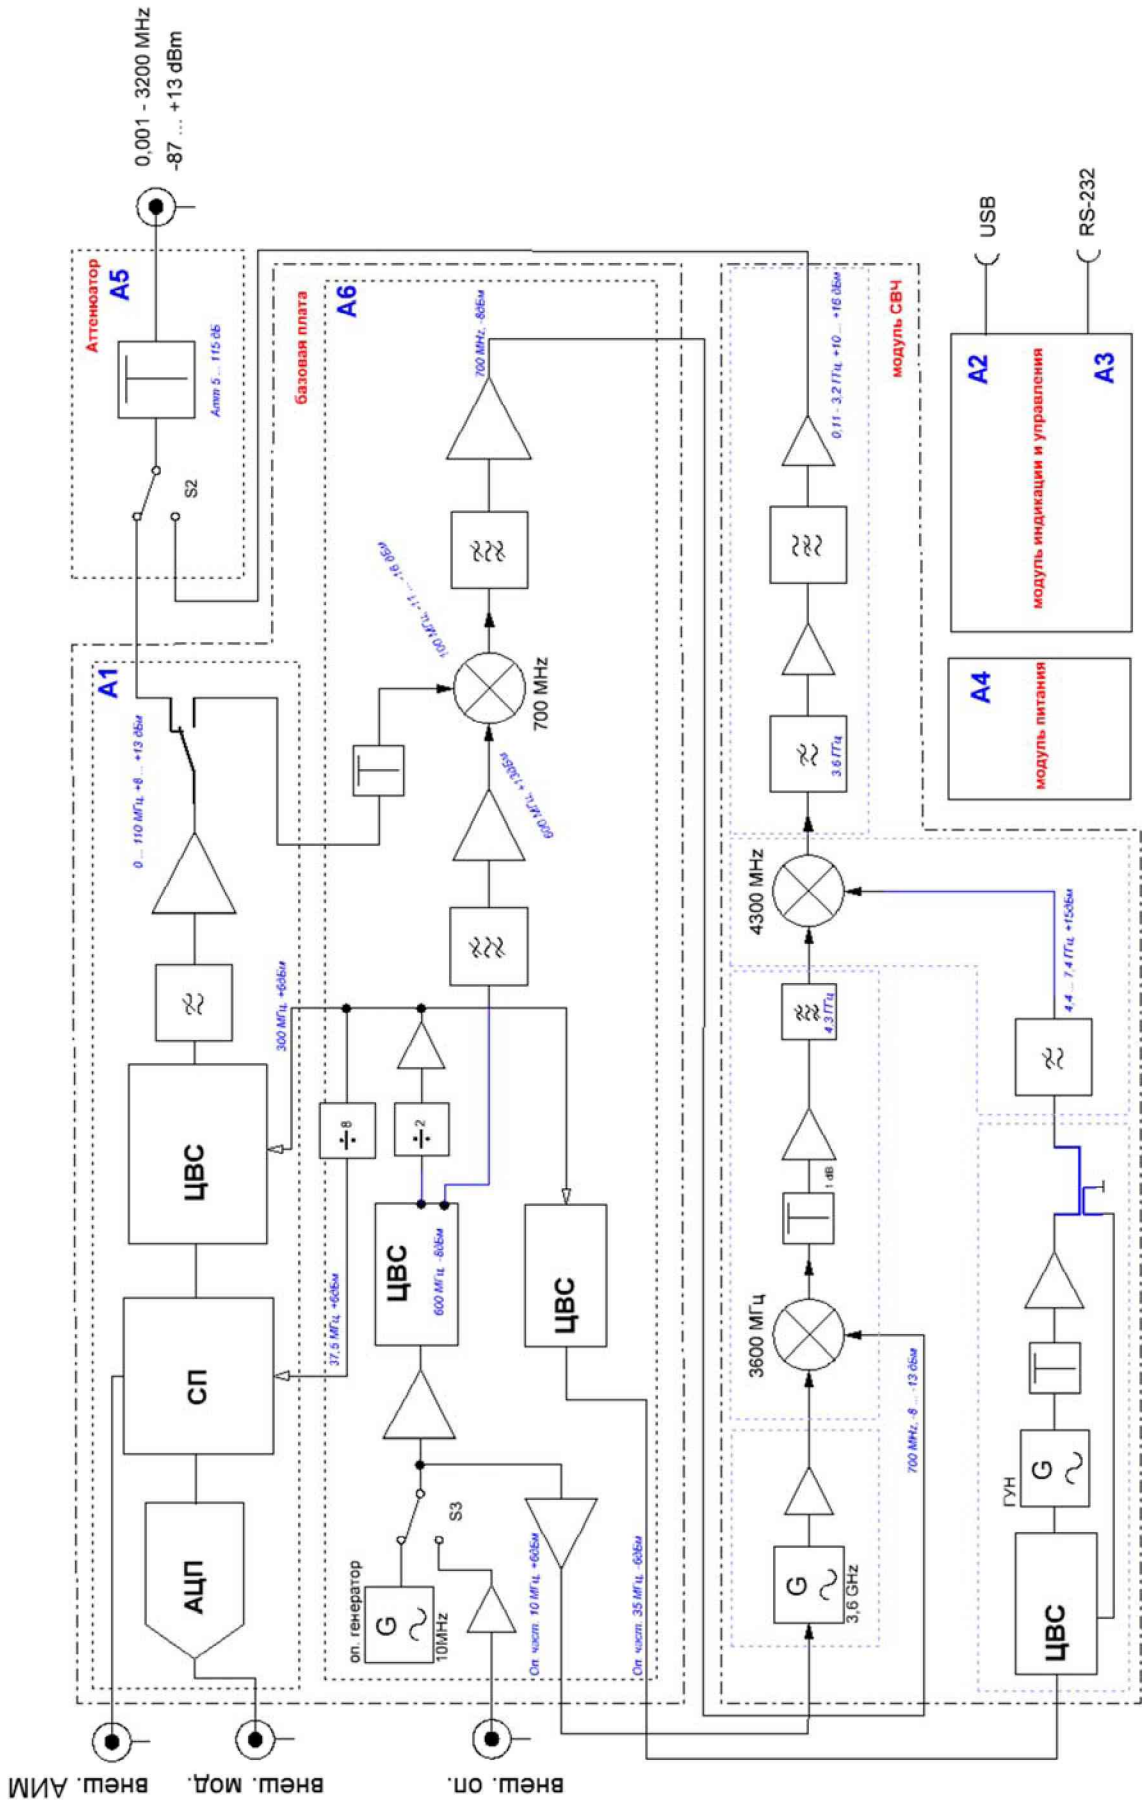 0,001 - 3200 MHz
-87 ... +13 dBm
Аттенюатор
A5
Атт 5 ... 115 дБ
S2
базовая плата
A6
A1
0 ... 110 МГц, +8 ... +13 дБм
300 МГц, +6дБм
ЦВС
СП
АЦП
37,5 МГц, +6дБм
÷8
÷2
ЦВС
600 МГц, -8дБм
ЦВС
100 МГц, -11 ... -16 дБм
700 MHz
600 МГц, +13дБм
700 MHz, -8дБм
оп. генератор
G
10MHz
S3
Оп. част. 10 МГц, +6дБм
Оп. част. 35 МГц, -6дБм
внеш. АИМ
внеш. мод.
внеш. оп.
модуль СВЧ
0,11 - 3,2 ГГц, +10 ... +16 дБм
3,6 ГГц
4300 MHz
4,3 ГГц
1 dB
3600 МГц
700 MHz, -8 ... -13 дБм
G
3,6 GHz
4,4 ... 7,4 ГГц, +15дБм
ГУН
G
ЦВС
USB
RS-232
A2
модуль индикации и управления
A3
A4
модуль питания